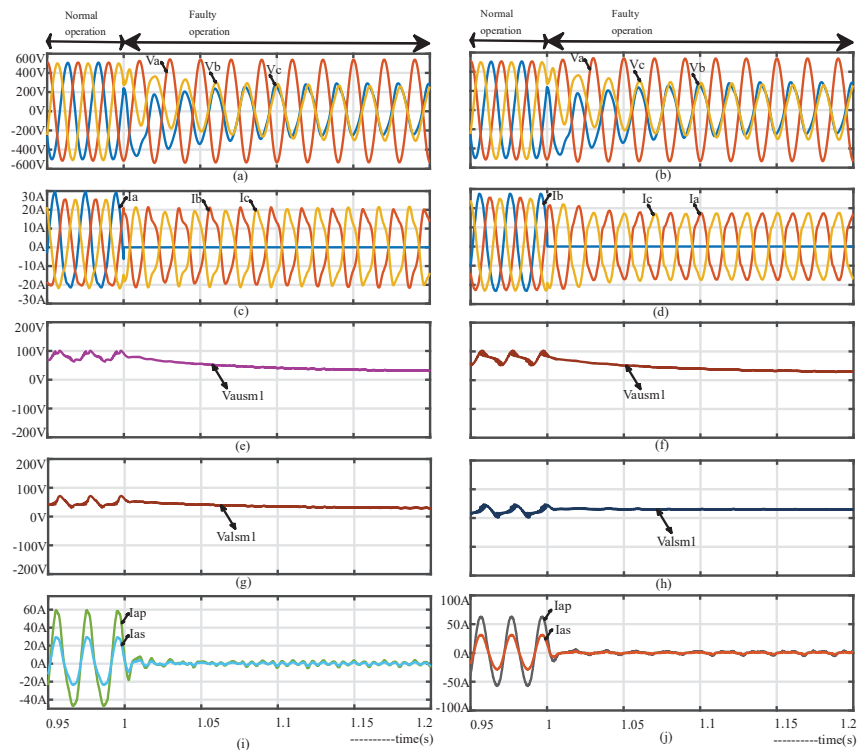 Normal
operation
Faulty
operation
Normal
operation
Faulty
operation
600V
400V
200V
0V
-200V
-400V
-600V
Va
Vb
Vc
(a)
Va
Vc
Vb
(b)
30A
20A
10A
0A
-10A
-20A
-30A
Ia
Ib
Ic
(c)
Ib
Ic
Ia
(d)
200V
100V
0V
-100V
-200V
Vausm1
(e)
Vausm1
(f)
200V
100V
0V
-100V
-200V
Valsm1
(g)
Valsm1
(h)
60A
40A
20A
0A
-20A
-40A
Iap
Ias
0.95
1
1.05
1.1
1.15
1.2
(i)
----------time(s)
100A
50A
0A
-50A
-100A
Iap
Ias
0.95
1
1.05
1.1
1.15
1.2
(j)
----------time(s)